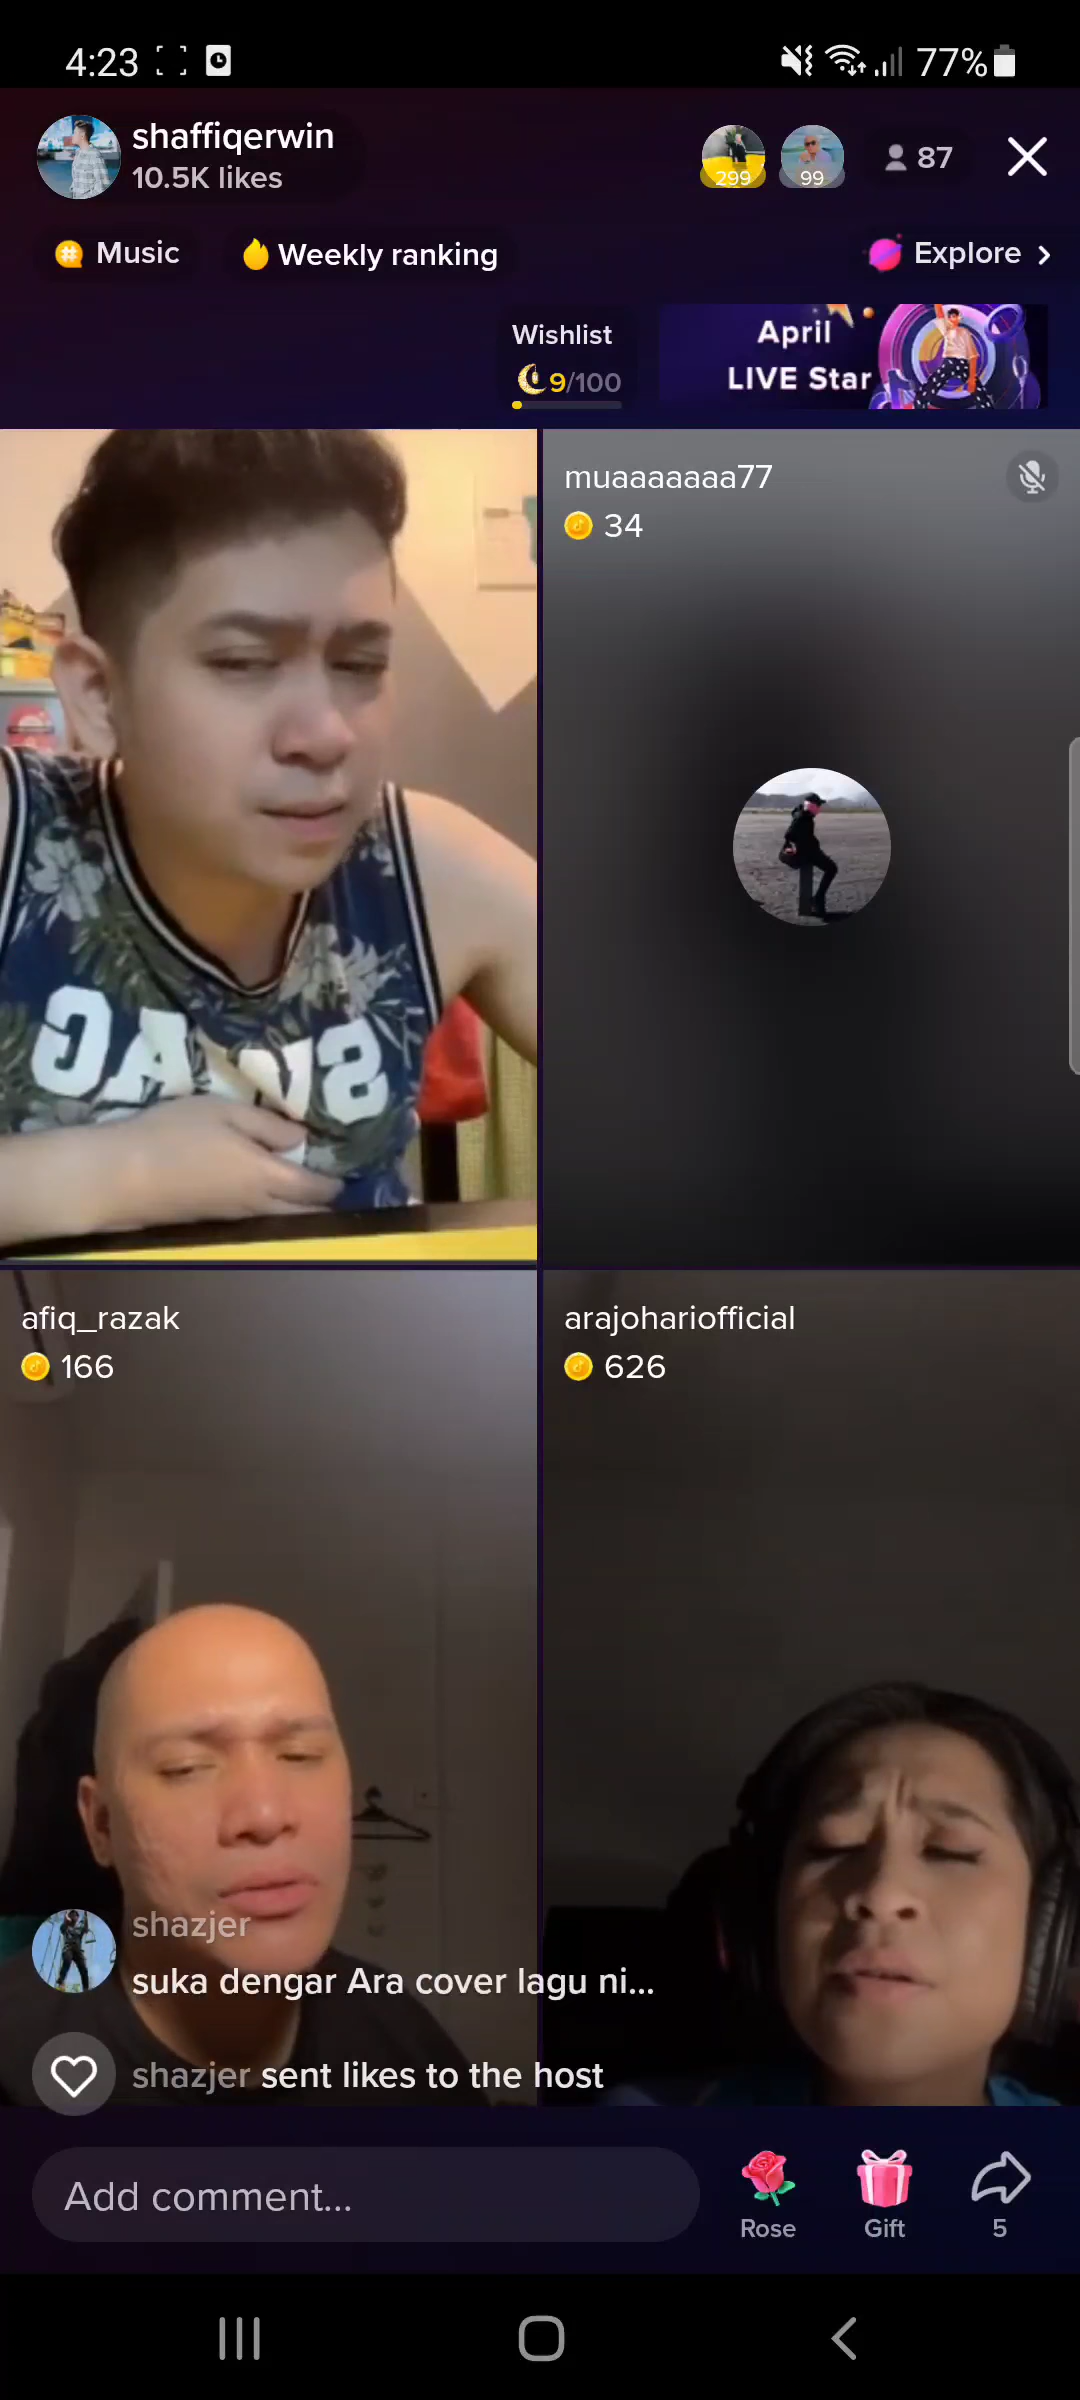 4:23
77%
shaffiqerwin
10.5K likes
299
99
87
Music
Weekly ranking
Explore
Wishlist
9/100
April
LIVE Star
muaaaaaaa77
34
SWAG
afiq_razak
166
arajohariofficial
626
shazjer
suka dengar Ara cover lagu ni...
shazjer sent likes to the host
Add comment...
Rose
Gift
5